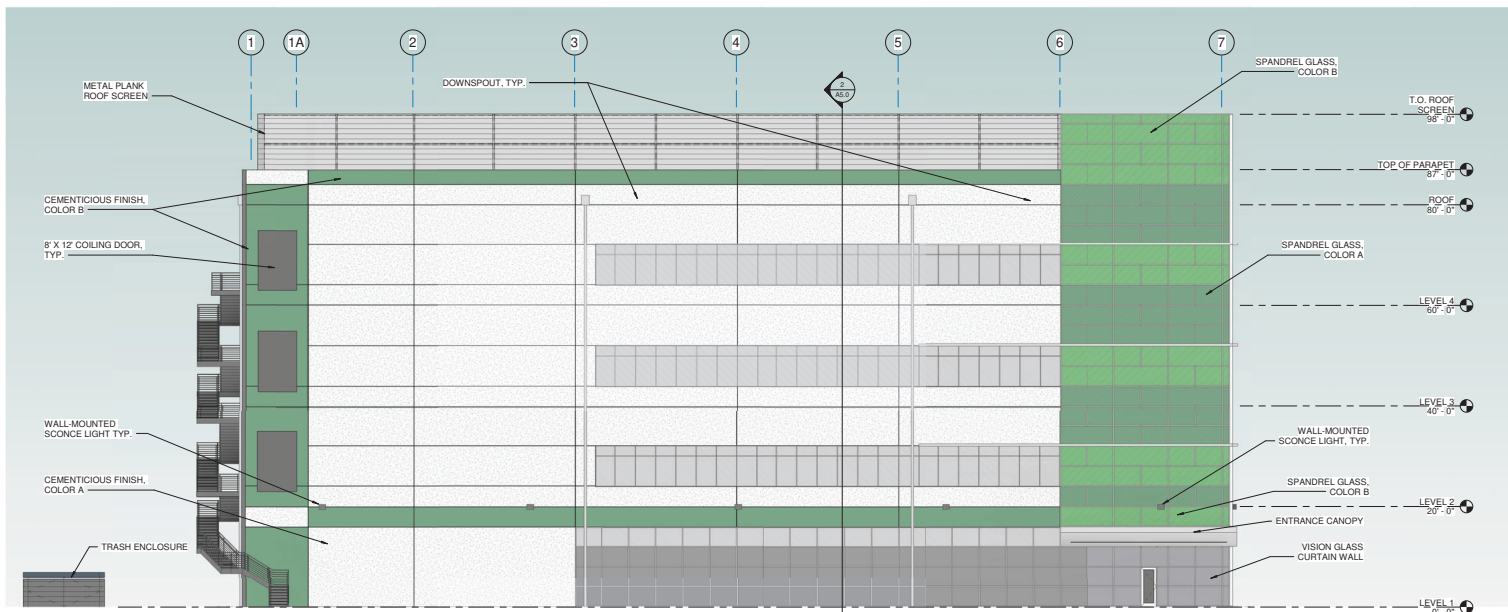 1
1A
2
3
4
5
6
7
METAL PLANK
ROOF SCREEN
DOWNSPOUT, TYP.
2
A5.0
SPANDREL GLASS,
COLOR B
T.O. ROOF
SCREEN
98' - 0"
TOP OF PARAPET
87' - 0"
CEMENTICIOUS FINISH,
COLOR B
ROOF
80' - 0"
8' X 12' COILING DOOR,
TYP.
SPANDREL GLASS,
COLOR A
LEVEL 4
60' - 0"
LEVEL 3
40' - 0"
WALL-MOUNTED
SCONCE LIGHT TYP.
WALL-MOUNTED
SCONCE LIGHT, TYP.
CEMENTICIOUS FINISH,
COLOR A
SPANDREL GLASS,
COLOR B
LEVEL 2
20' - 0"
ENTRANCE CANOPY
TRASH ENCLOSURE
VISION GLASS
CURTAIN WALL
LEVEL 1
0' - 0"